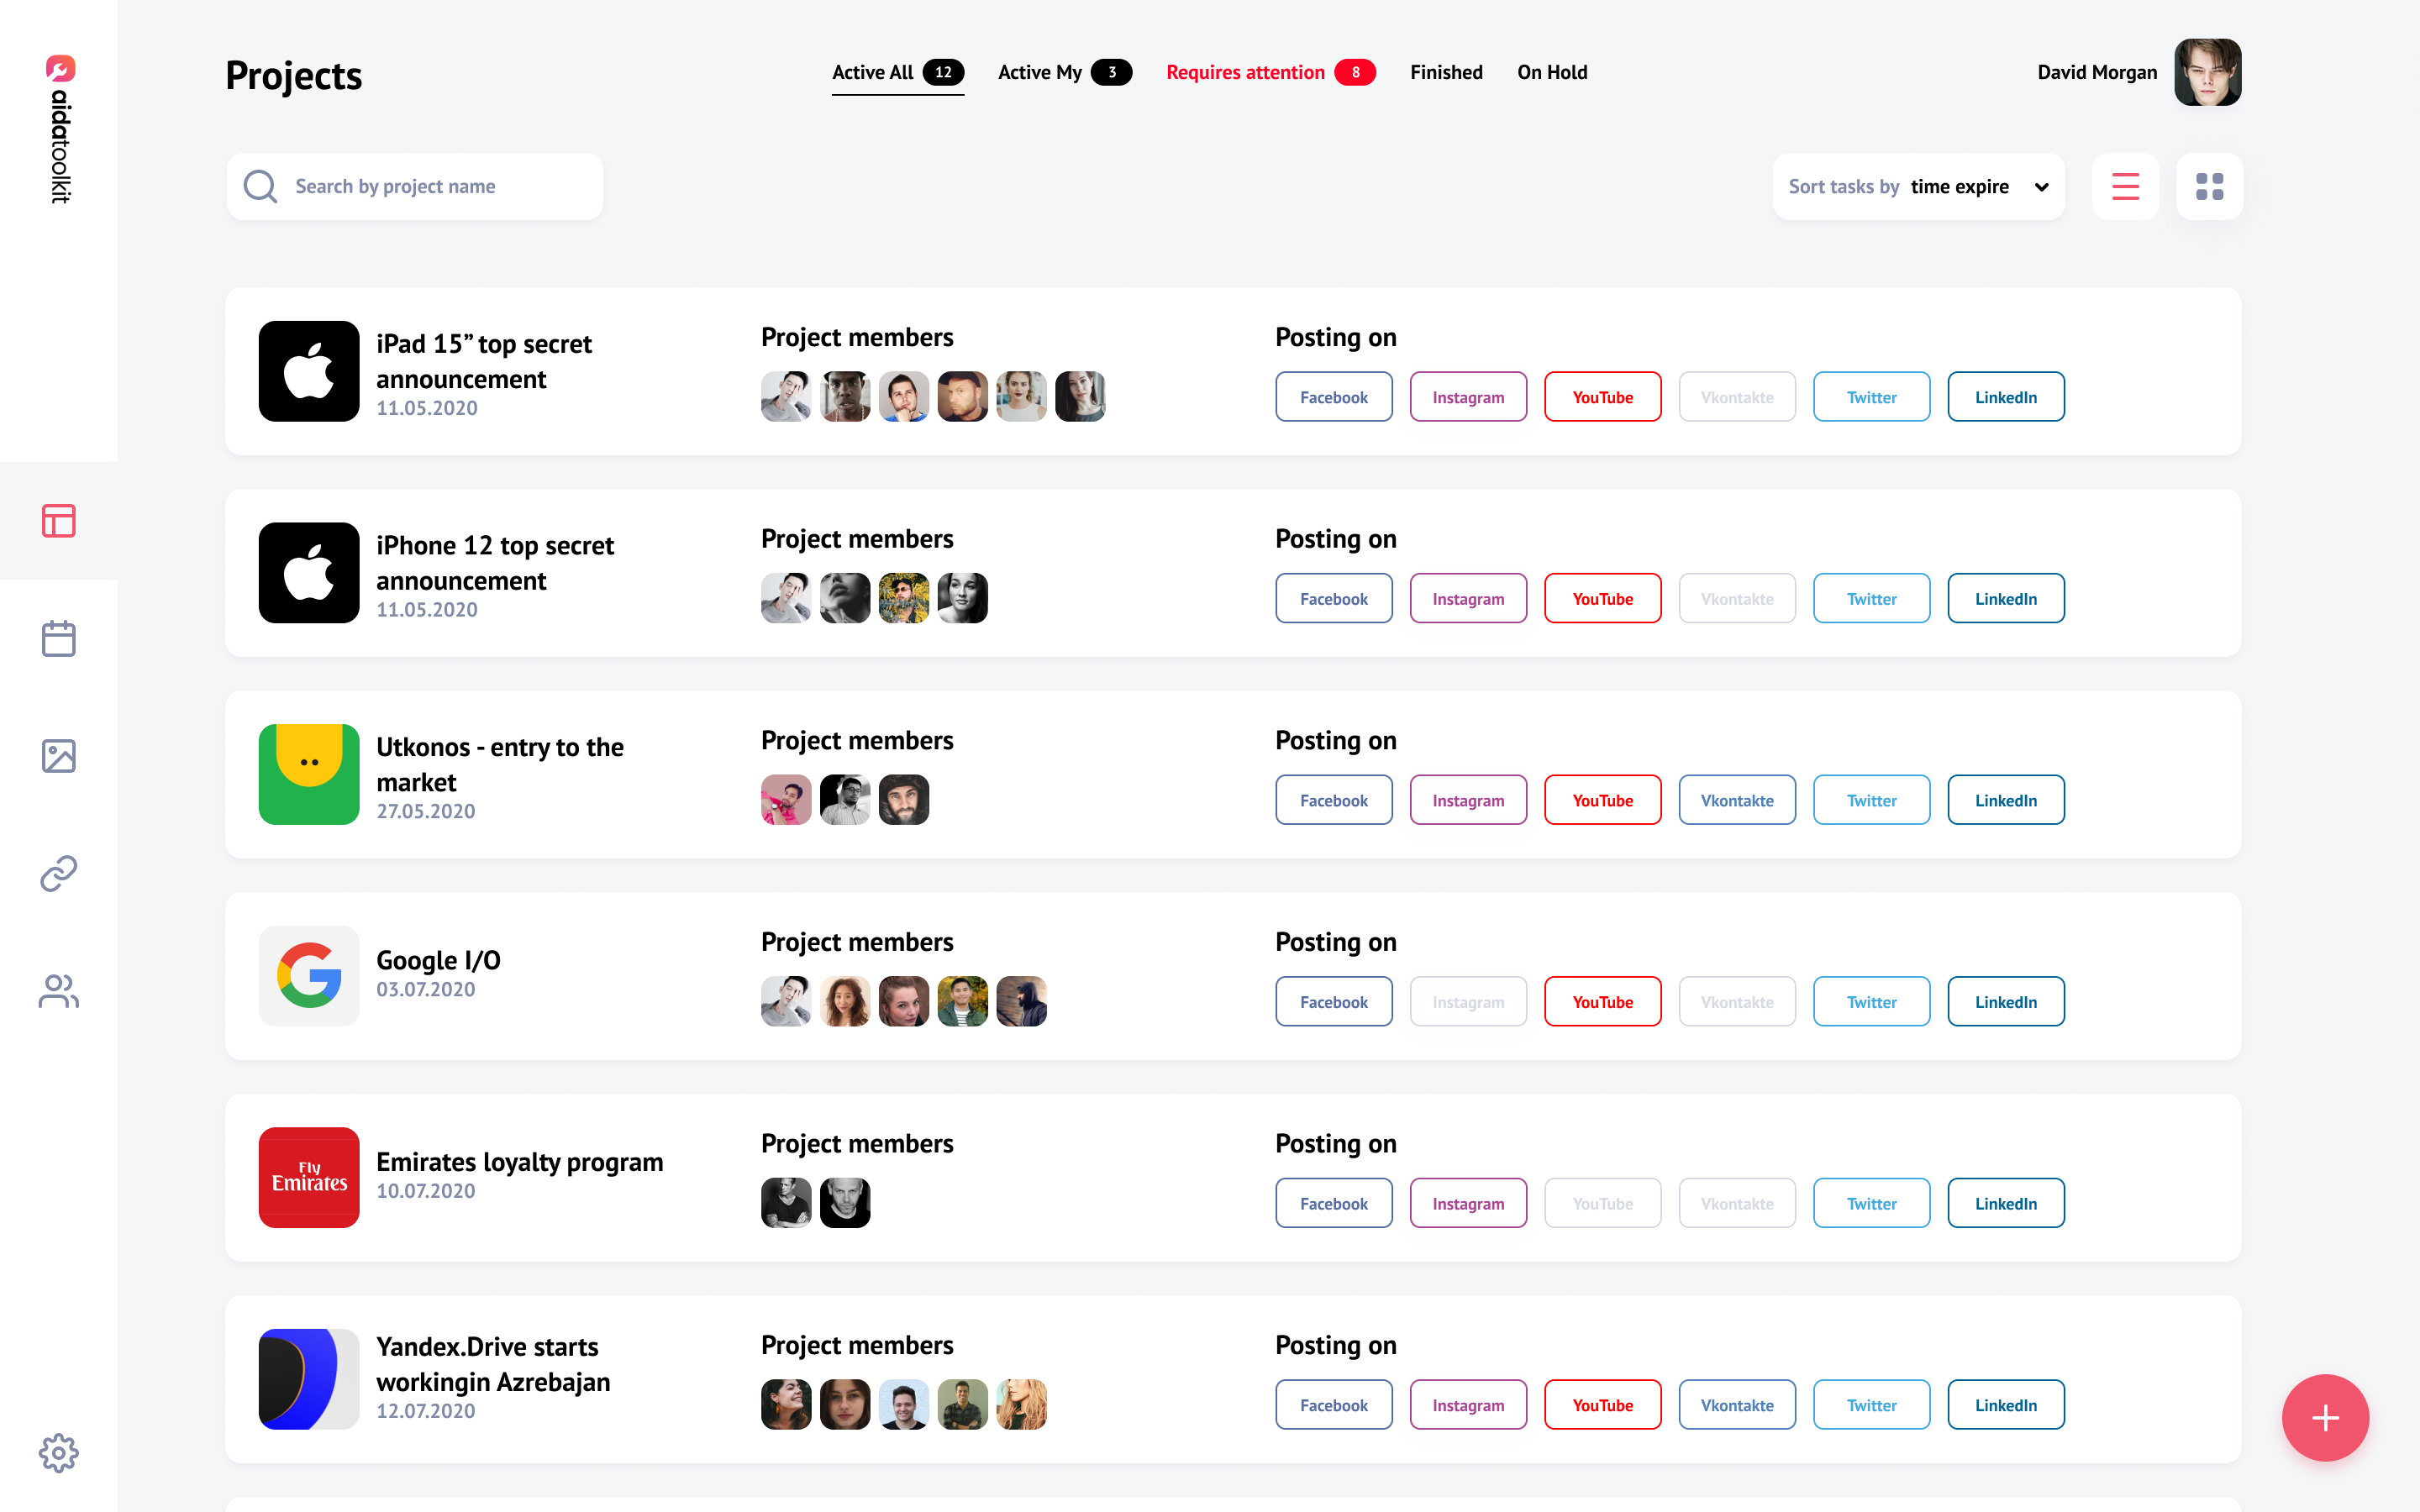 aidatoolkit
Projects
Active All 12 Active My 3 Requires attention 8 Finished On Hold
David Morgan
Search by project name
Sort tasks by time expire
iPad 15” top secret
announcement
11.05.2020
Project members
Posting on
Facebook Instagram YouTube Vkontakte Twitter LinkedIn
iPhone 12 top secret
announcement
11.05.2020
Project members
Posting on
Facebook Instagram YouTube Vkontakte Twitter LinkedIn
Utkonos - entry to the
market
27.05.2020
Project members
Posting on
Facebook Instagram YouTube Vkontakte Twitter LinkedIn
Google I/O
03.07.2020
Project members
Posting on
Facebook Instagram YouTube Vkontakte Twitter LinkedIn
Fly
Emirates
Emirates loyalty program
10.07.2020
Project members
Posting on
Facebook Instagram YouTube Vkontakte Twitter LinkedIn
Yandex.Drive starts
workingin Azrebajan
12.07.2020
Project members
Posting on
Facebook Instagram YouTube Vkontakte Twitter LinkedIn